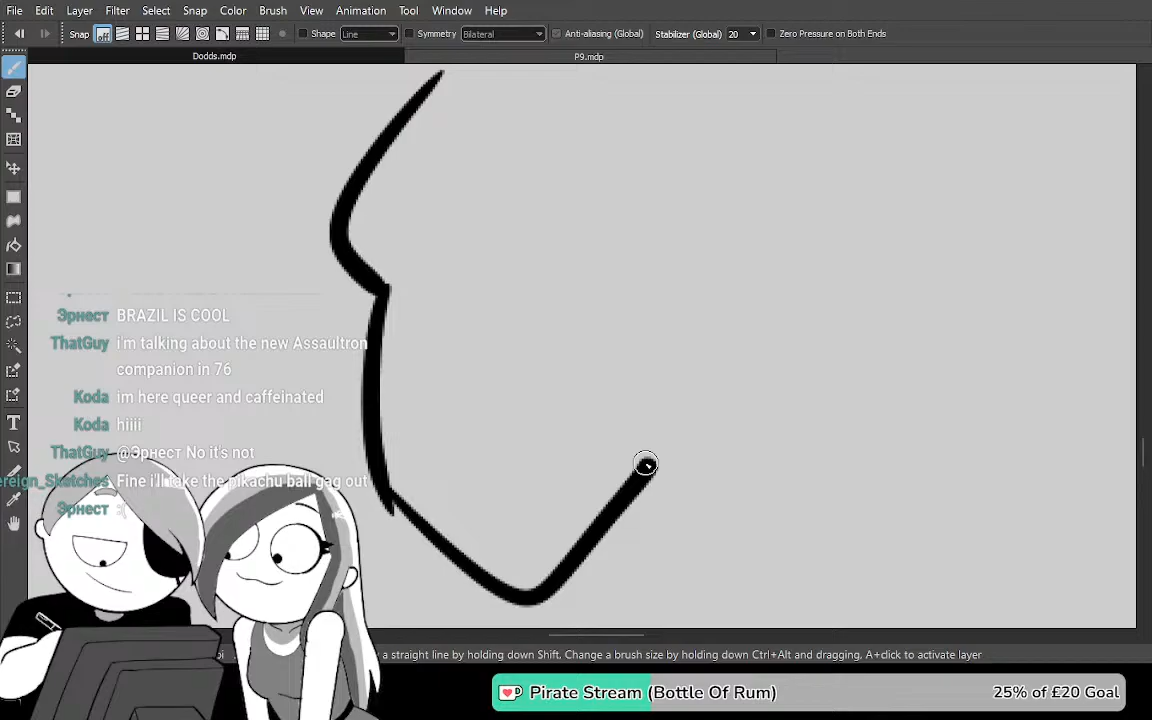 File Edit Layer Filter Select Snap Color Brush View Animation Tool Window Help
Snap off Shape Line Symmetry Bilateral Anti-aliasing (Global) Stabilizer (Global) 20 Zero Pressure on Both Ends
Dodds.mdp P9.mdp
Эрнест BRAZIL IS COOL
ThatGuy i'm talking about the new Assaultron
companion in 76
Koda im here queer and caffeinated
Koda hiiii
ThatGuy @Эрнест No it's not
ereign_Sketches Fine i'll take the pikachu ball gag out
Эрнест :(
a straight line by holding down Shift, Change a brush size by holding down Ctrl+Alt and dragging, A+click to activate layer
Pirate Stream (Bottle Of Rum) 25% of £20 Goal